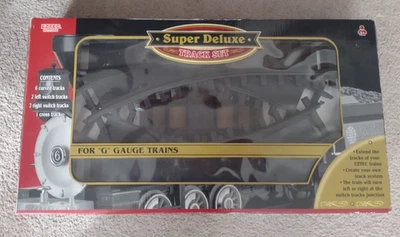 EZTEC
Super Deluxe
TRACK SET
CONTENTS
6 curved tracks
2 left switch tracks
2 right switch tracks
1 cross track
6
FOR "G" GAUGE TRAINS
• Extend the
tracks of your
EZTEC trains
• Create your own
track system
• The train will turn
left or right at the
switch tracks junction